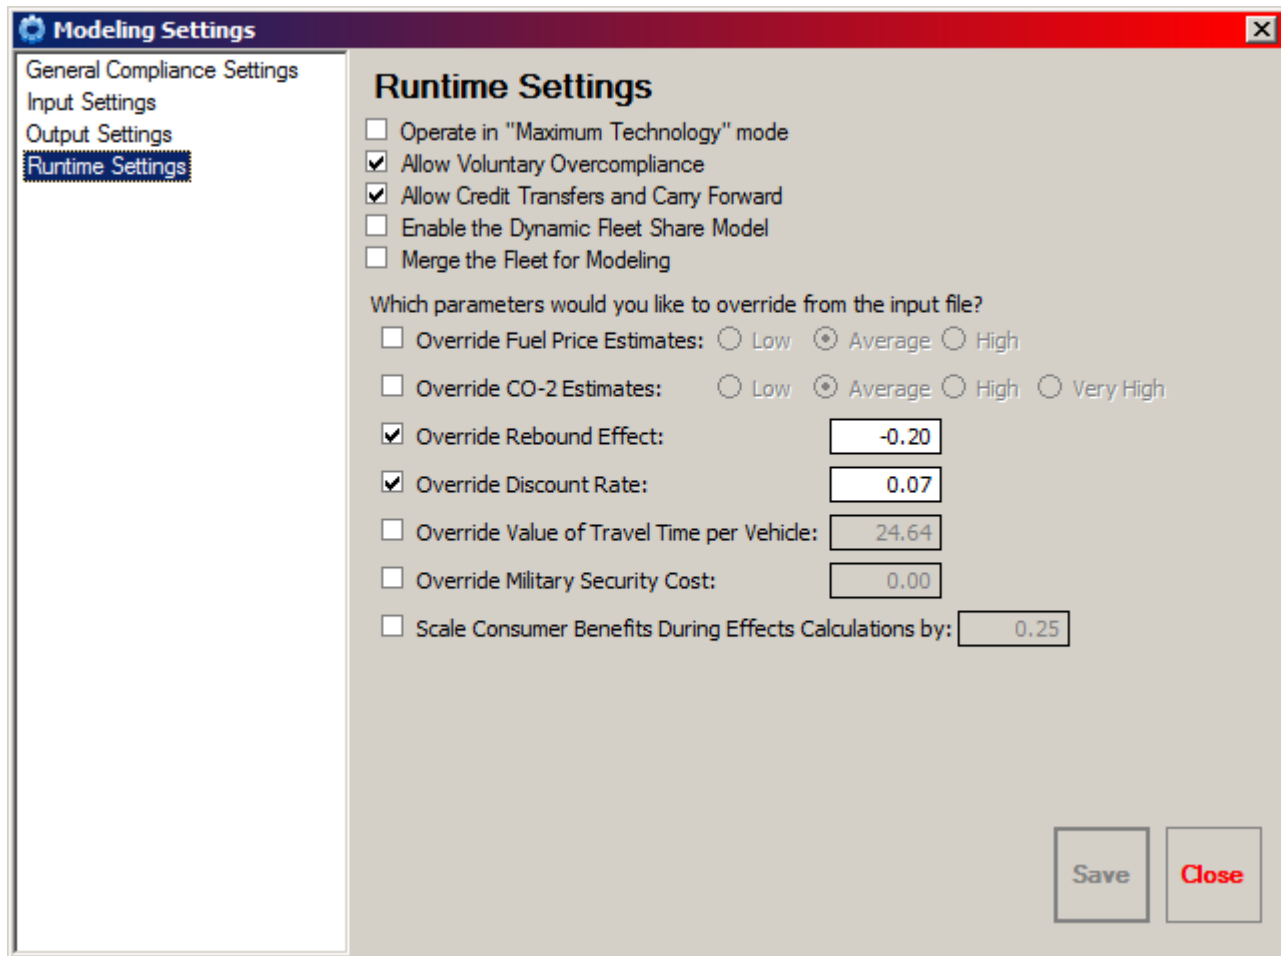 Modeling Settings
General Compliance Settings
Input Settings
Output Settings
Runtime Settings
Runtime Settings
Operate in "Maximum Technology" mode
Allow Voluntary Overcompliance
Allow Credit Transfers and Carry Forward
Enable the Dynamic Fleet Share Model
Merge the Fleet for Modeling
Which parameters would you like to override from the input file?
Override Fuel Price Estimates: Low Average High
Override CO-2 Estimates: Low Average High Very High
Override Rebound Effect: -0.20
Override Discount Rate: 0.07
Override Value of Travel Time per Vehicle: 24.64
Override Military Security Cost: 0.00
Scale Consumer Benefits During Effects Calculations by: 0.25
Save Close